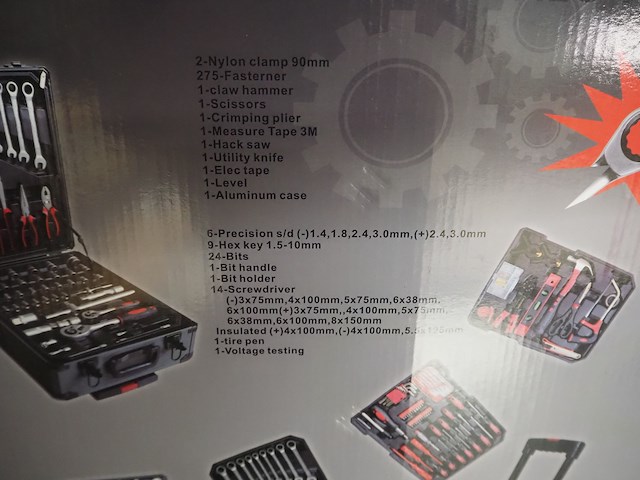 2-Nylon clamp 90mm
275-Fasterner
1-claw hammer
1-Scissors
1-Crimping plier
1-Measure Tape 3M
1-Hack saw
1-Utility knife
1-Elec tape
1-Level
1-Aluminum case
6-Precision s/d (-)1.4,1.8,2.4,3.0mm,(+)2.4,3.0mm
9-Hex key 1.5-10mm
24-Bits
1-Bit handle
1-Bit holder
14-Screwdriver
(-)3x75mm,4x100mm,5x75mm,6x38mm,
6x100mm(+)3x75mm,,4x100mm,5x75mm,
6x38mm,6x100mm,8x150mm
Insulated (+)4x100mm,(-)4x100mm,
1-tire pen
1-Voltage testing